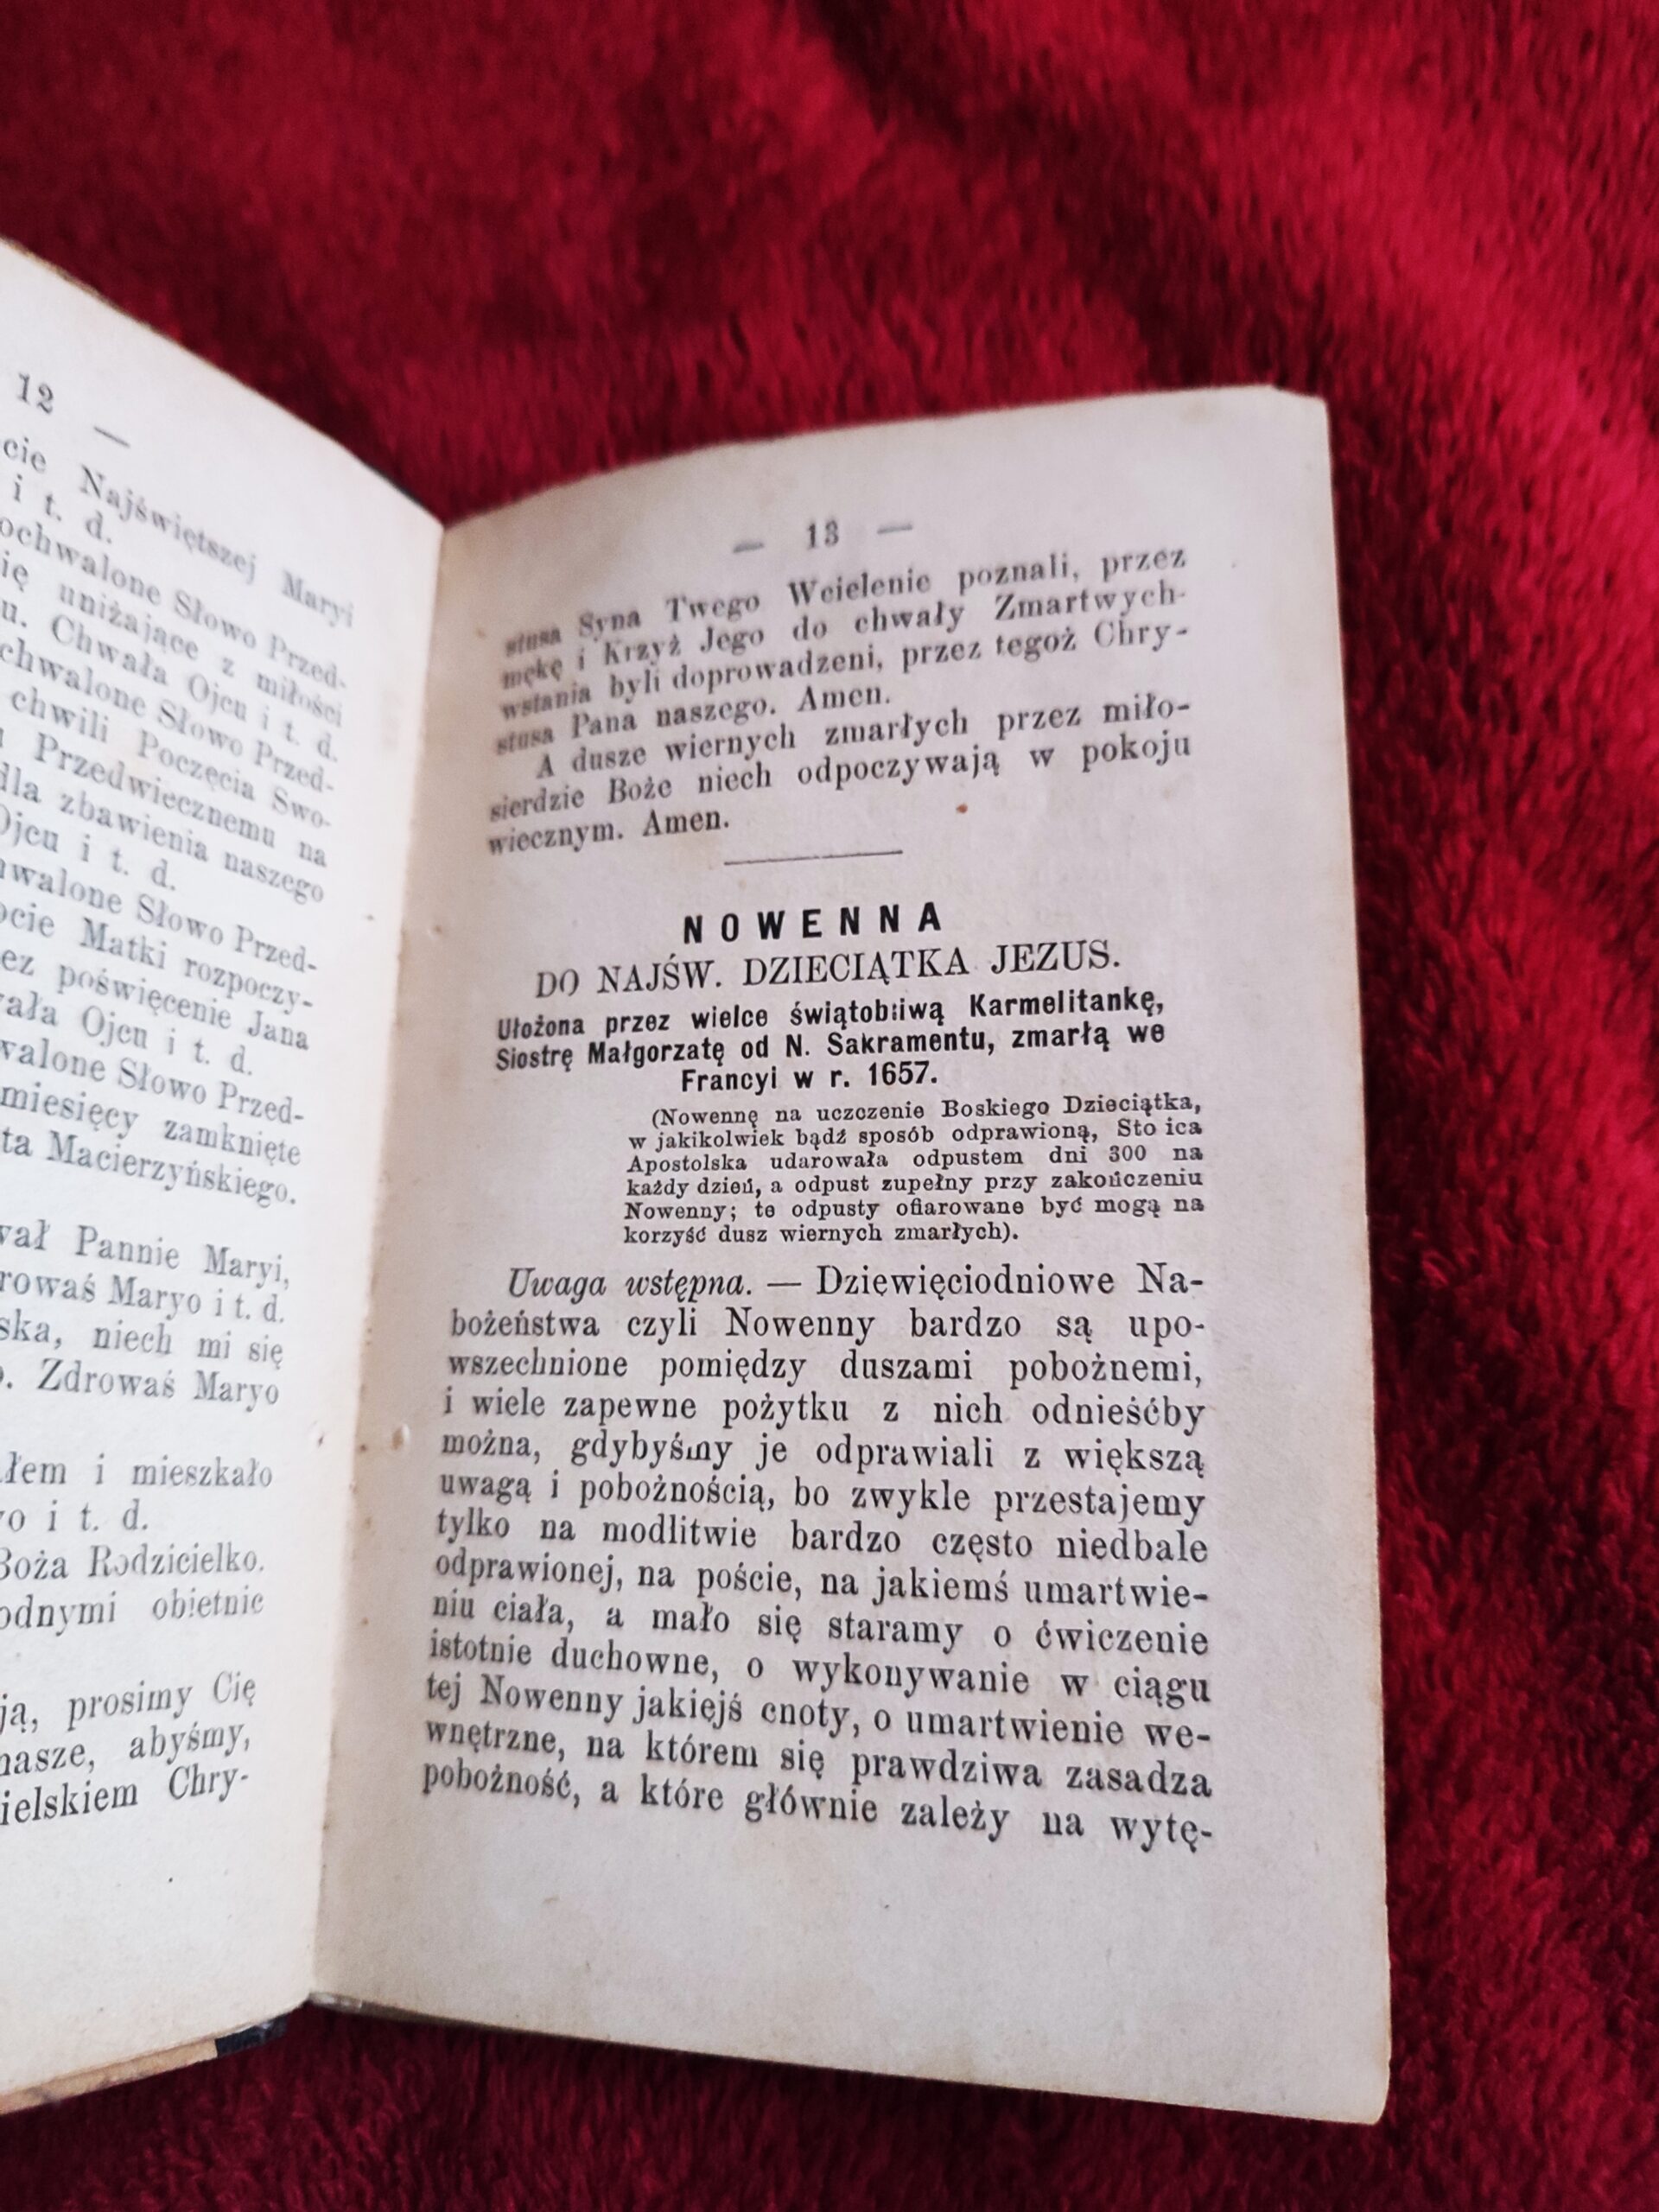 12 —
cie Najświętszej Maryi
i t. d.
ochwalone Słowo Przed-
ię uniżające z miłości
u. Chwała Ojcu i t. d.
chwalone Słowo Przed-
chwili Poczęcia Swo-
Przedwiecznemu na
dla zbawienia naszego
Ojcu i t. d.
hwalone Słowo Przed-
ocie Matki rozpoczy-
ez poświęcenie Jana
ała Ojcu i t. d.
walone Słowo Przed-
miesięcy zamknięte
ta Macierzyńskiego.
wał Pannie Maryi,
rowaś Maryo i t. d.
ska, niech mi się
. Zdrowaś Maryo
łem i mieszkało
yo i t. d.
Boża Rodzicielko.
odnymi obietnic
ją, prosimy Cię
nasze, abyśmy,
ielskiem Chry-
— 13 —
stusa Syna Twego Wcielenie poznali, przez
mękę i Krzyż Jego do chwały Zmartwych-
wstania byli doprowadzeni, przez tegoż Chry-
stusa Pana naszego. Amen.
A dusze wiernych zmarłych przez miło-
sierdzie Boże niech odpoczywają w pokoju
wiecznym. Amen.
NOWENNA
DO NAJŚW. DZIECIĄTKA JEZUS.
Ułożona przez wielce świątobliwą Karmelitankę,
Siostrę Małgorzatę od N. Sakramentu, zmarłą we
Francyi w r. 1657.
(Nowennę na uczczenie Boskiego Dzieciątka,
w jakikolwiek bądź sposób odprawioną, Sto ica
Apostolska udarowała odpustem dni 300 na
każdy dzień, a odpust zupełny przy zakończeniu
Nowenny; te odpusty ofiarowane być mogą na
korzyść dusz wiernych zmarłych).
Uwaga wstępna. — Dziewięciodniowe Na-
bożeństwa czyli Nowenny bardzo są upo-
wszechnione pomiędzy duszami pobożnemi,
i wiele zapewne pożytku z nich odnieśćby
można, gdybyśmy je odprawiali z większą
uwagą i pobożnością, bo zwykle przestajemy
tylko na modlitwie bardzo często niedbale
odprawionej, na poście, na jakiemś umartwie-
niu ciała, a mało się staramy o ćwiczenie
istotnie duchowne, o wykonywanie w ciągu
tej Nowenny jakiejś cnoty, o umartwienie we-
wnętrzne, na którem się prawdziwa zasadza
pobożność, a które głównie zależy na wytę-